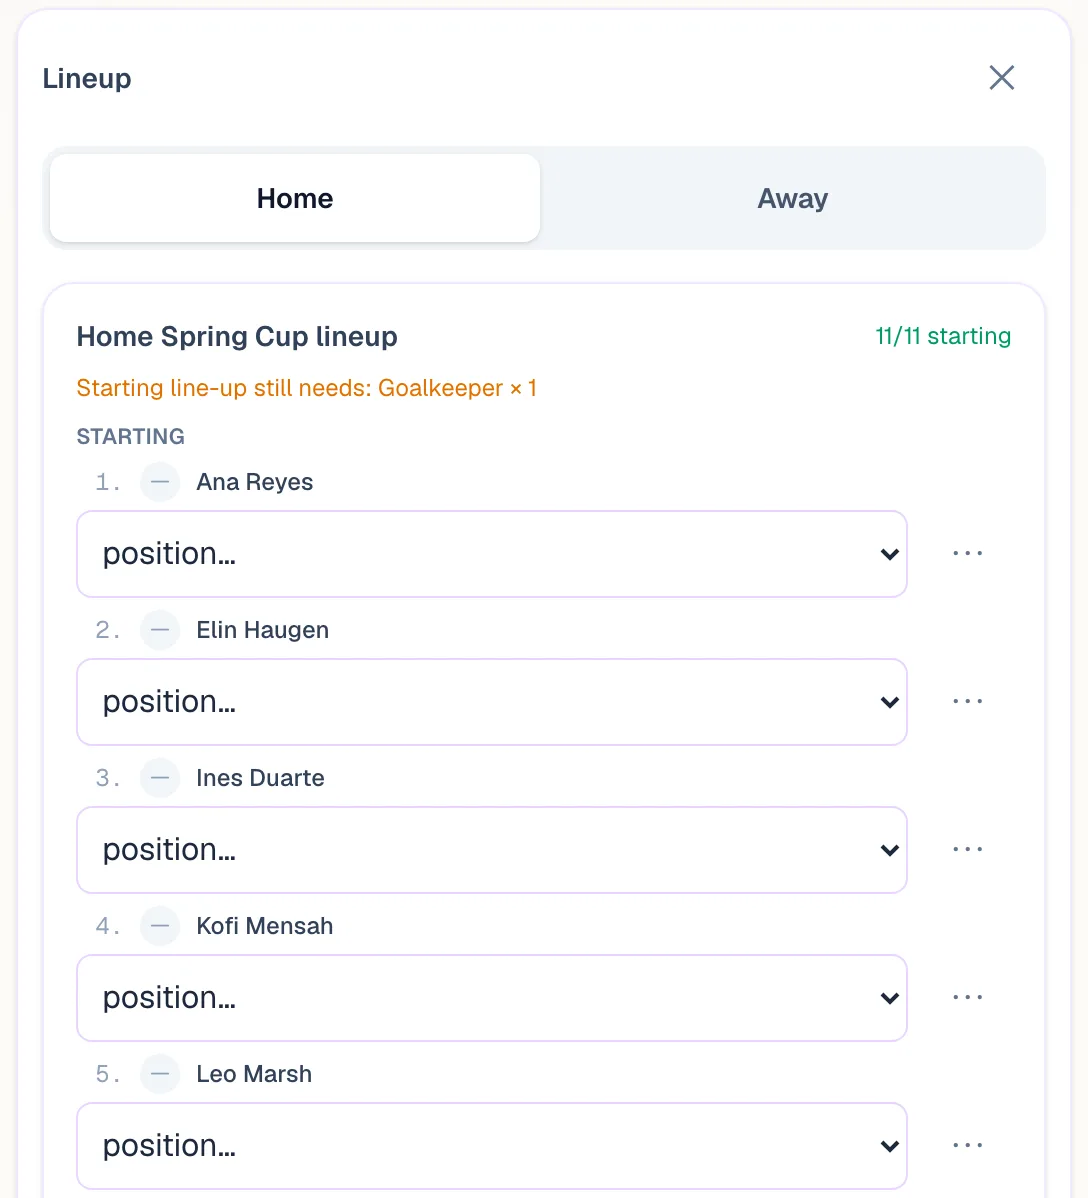 Lineup
Home
Away
Home Spring Cup lineup
11/11 starting
Starting line-up still needs: Goalkeeper × 1
STARTING
1. — Ana Reyes
position...
2. — Elin Haugen
position...
3. — Ines Duarte
position...
4. — Kofi Mensah
position...
5. — Leo Marsh
position...